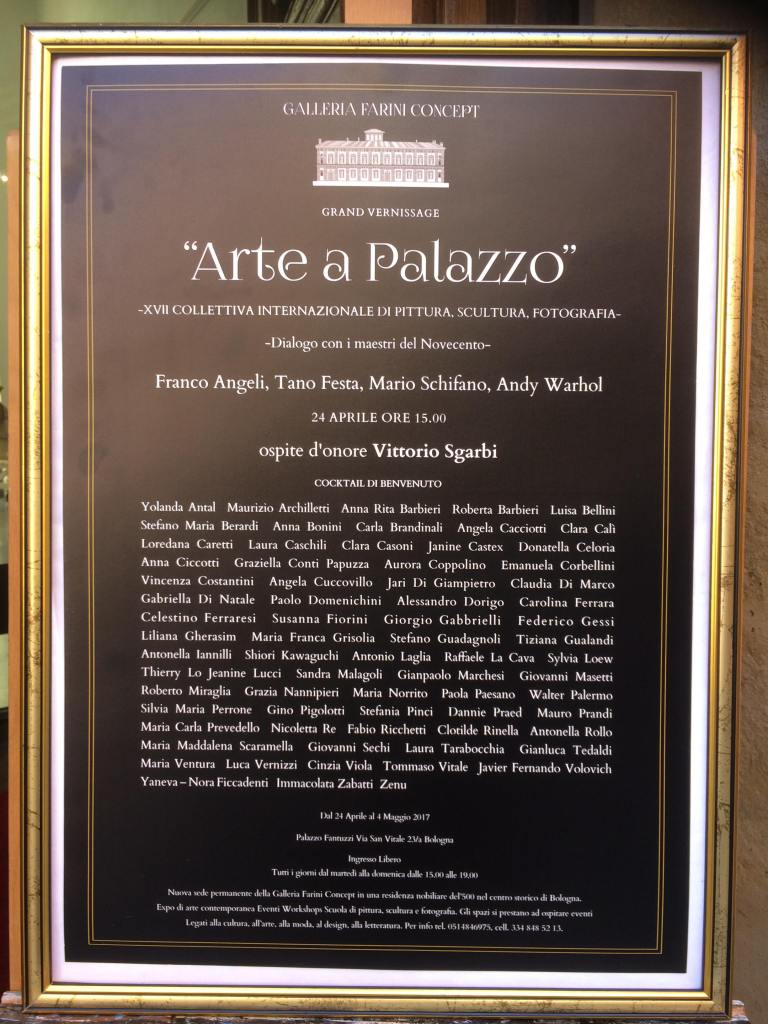 GALLERIA FARINI CONCEPT
GRAND VERNISSAGE
“Arte a Palazzo”
-XVII COLLETTIVA INTERNAZIONALE DI PITTURA, SCULTURA, FOTOGRAFIA-
-Dialogo con i maestri del Novecento-
Franco Angeli, Tano Festa, Mario Schifano, Andy Warhol
24 APRILE ORE 15.00
ospite d'onore Vittorio Sgarbi
COCKTAIL DI BENVENUTO
Yolanda Antal Maurizio Archilletti Anna Rita Barbieri Roberta Barbieri Luisa Bellini
Stefano Maria Berardi Anna Bonini Carla Brandinali Angela Cacciotti Clara Calì
Loredana Caretti Laura Caschili Clara Casoni Janine Castex Donatella Celoria
Anna Ciccotti Graziella Conti Papuzza Aurora Coppolino Emanuela Corbellini
Vincenza Costantini Angela Cuccovillo Jari Di Giampietro Claudia Di Marco
Gabriella Di Natale Paolo Domenichini Alessandro Dorigo Carolina Ferrara
Celestino Ferraresi Susanna Fiorini Giorgio Gabbrielli Federico Gessi
Liliana Gherasim Maria Franca Grisolia Stefano Guadagnoli Tiziana Gualandi
Antonella Iannilli Shiori Kawaguchi Antonio Laglia Raffaele La Cava Sylvia Loew
Thierry Lo Jeanine Lucci Sandra Malagoli Gianpaolo Marchesi Giovanni Masetti
Roberto Miraglia Grazia Nannipieri Maria Norrito Paola Paesano Walter Palermo
Silvia Maria Perrone Gino Pigolotti Stefania Pinci Dannie Praed Mauro Prandi
Maria Carla Prevedello Nicoletta Re Fabio Ricchetti Clotilde Rinella Antonella Rollo
Maria Maddalena Scaramella Giovanni Sechi Laura Tarabocchia Gianluca Tedaldi
Maria Ventura Luca Vernizzi Cinzia Viola Tommaso Vitale Javier Fernando Volovich
Yaneva – Nora Ficcadenti Immacolata Zabatti Zenu
Dal 24 Aprile al 4 Maggio 2017
Palazzo Fantuzzi Via San Vitale 23/a Bologna
Ingresso Libero
Tutti i giorni dal martedì alla domenica dalle 15.00 alle 19.00
Nuova sede permanente della Galleria Farini Concept in una residenza nobiliare del'500 nel centro storico di Bologna.
Expo di arte contemporanea Eventi Workshops Scuola di pittura, scultura e fotografia. Gli spazi si prestano ad ospitare eventi
Legati alla cultura, all'arte, alla moda, al design, alla letteratura. Per info tel. 0514846975, cell. 334 848 52 13.